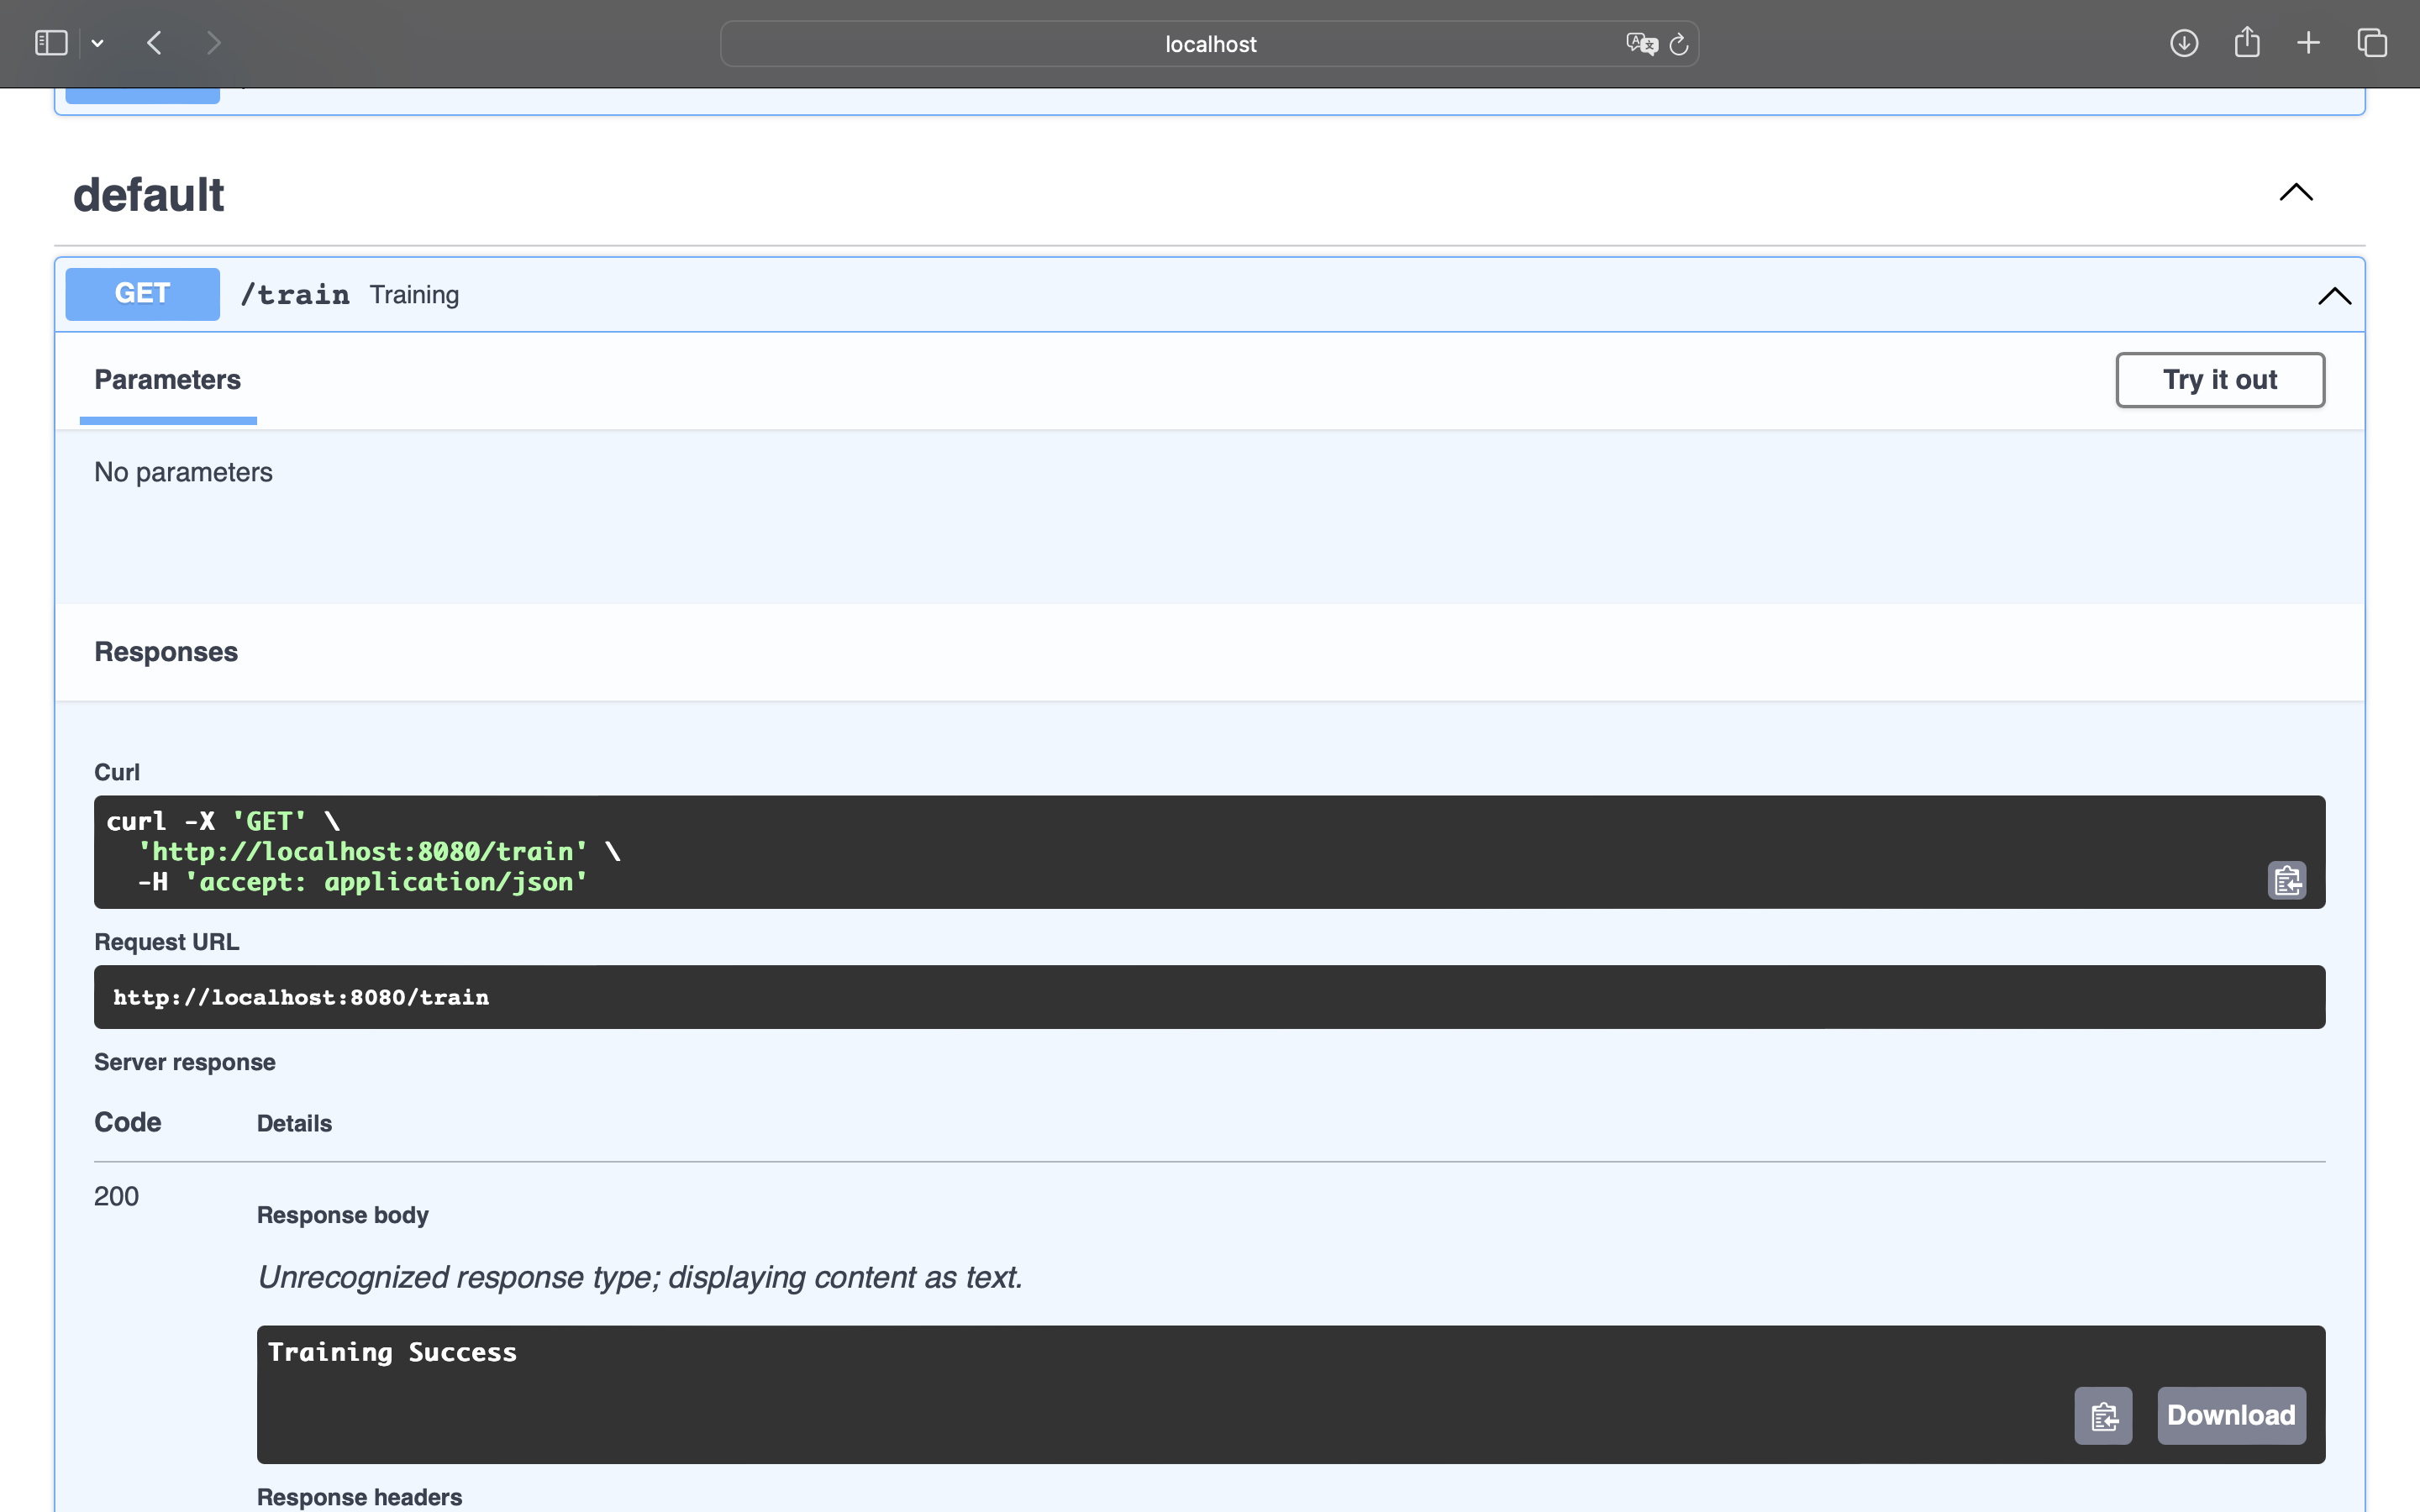 localhost
default
GET /train Training
Parameters
Try it out
No parameters
Responses
Curl
curl -X 'GET' \
'http://localhost:8080/train' \
-H 'accept: application/json'
Request URL
http://localhost:8080/train
Server response
Code Details
200
Response body
Unrecognized response type; displaying content as text.
Training Success
Download
Response headers